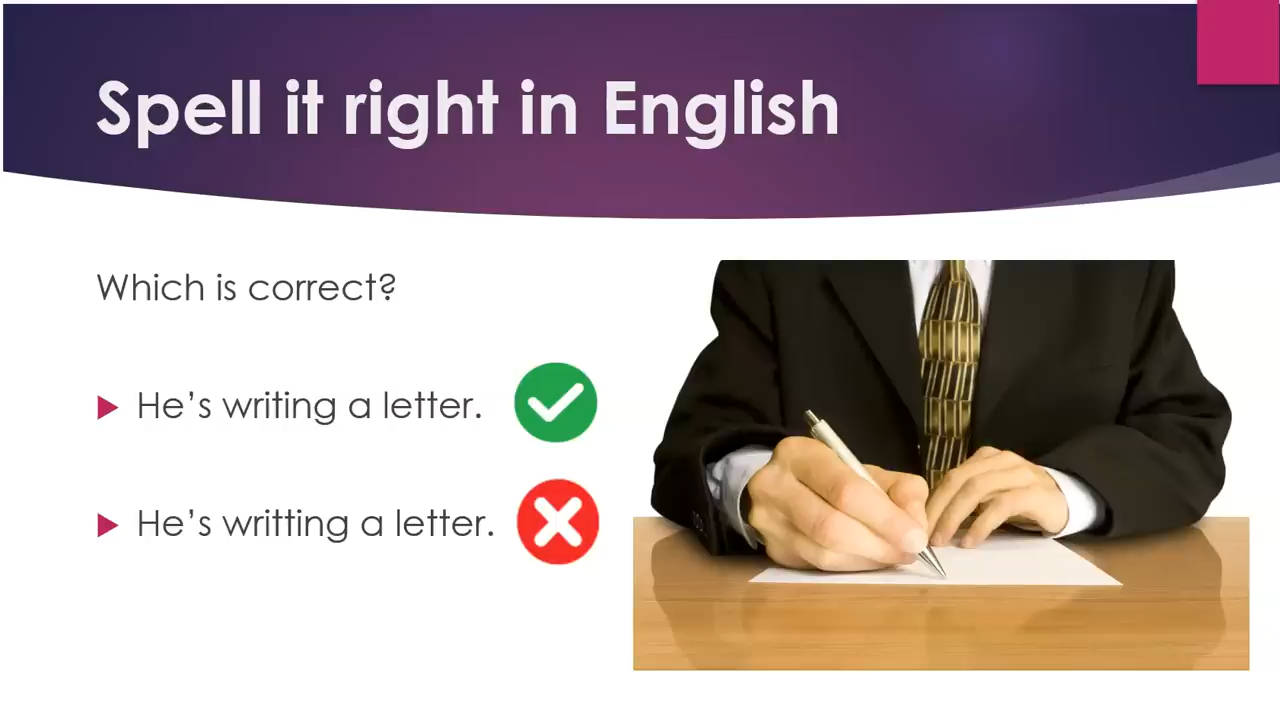 Spell it right in English
Which is correct?
He’s writing a letter.
He’s writting a letter.